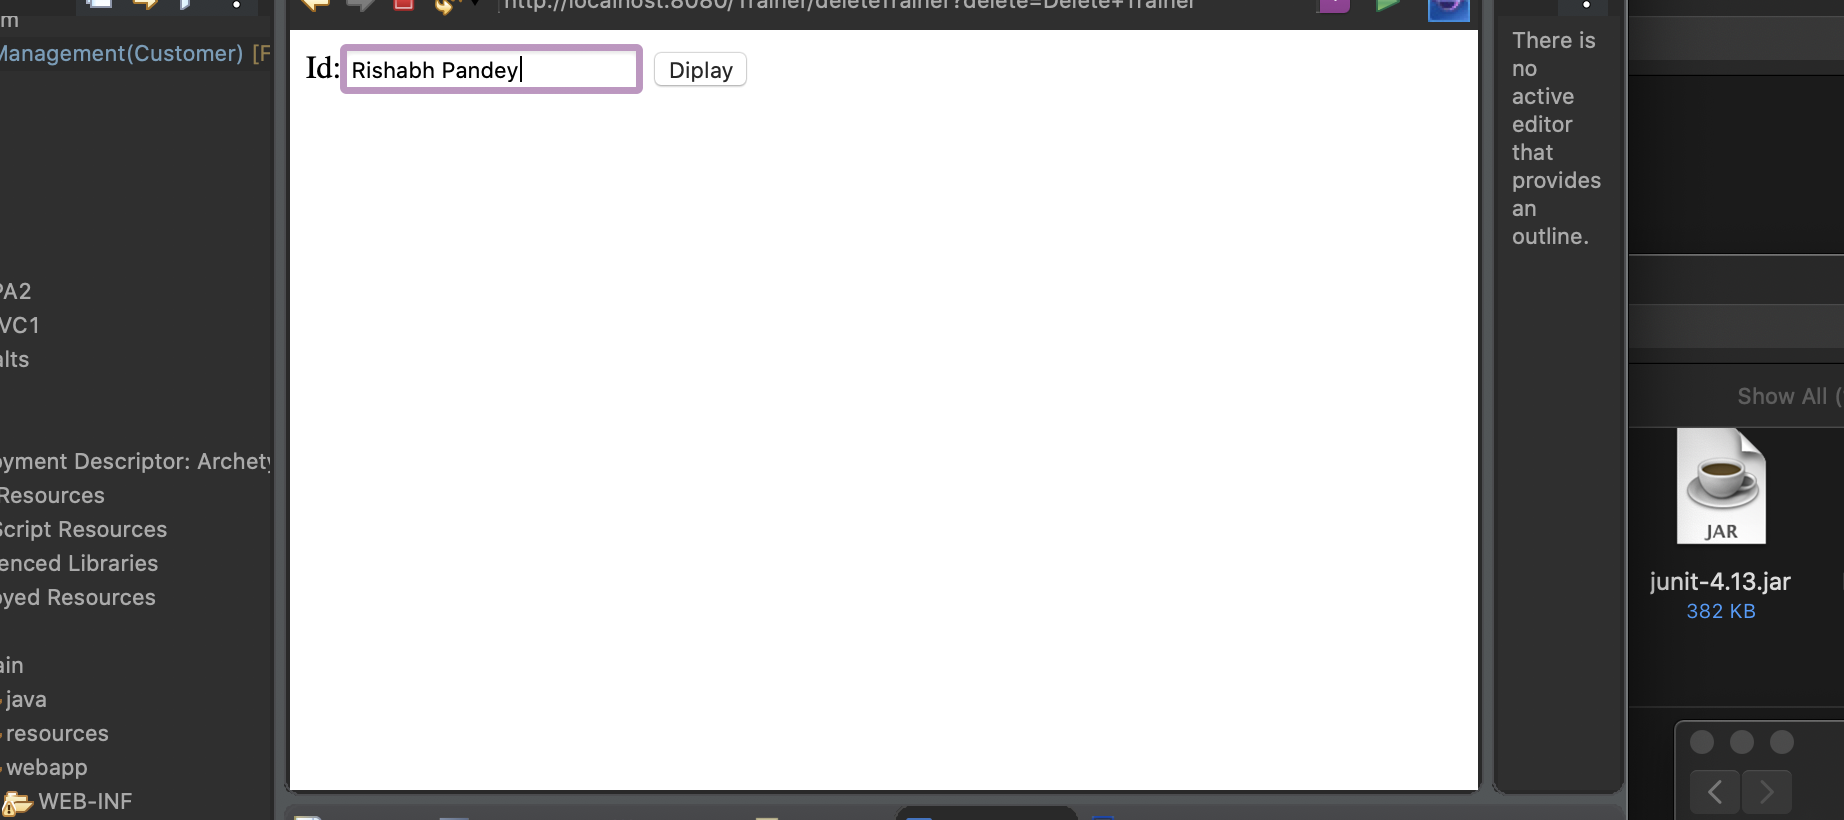 m
Management(Customer) [F
PA2
VC1
alts
oyment Descriptor: Archety
Resources
Script Resources
enced Libraries
oyed Resources
ain
java
resources
webapp
WEB-INF
http://localhost:8080/Trainer/deleteTrainer?delete=Delete+Trainer
Id: Rishabh Pandey Diplay
There is
no
active
editor
that
provides
an
outline.
Show All (
JAR
junit-4.13.jar
382 KB